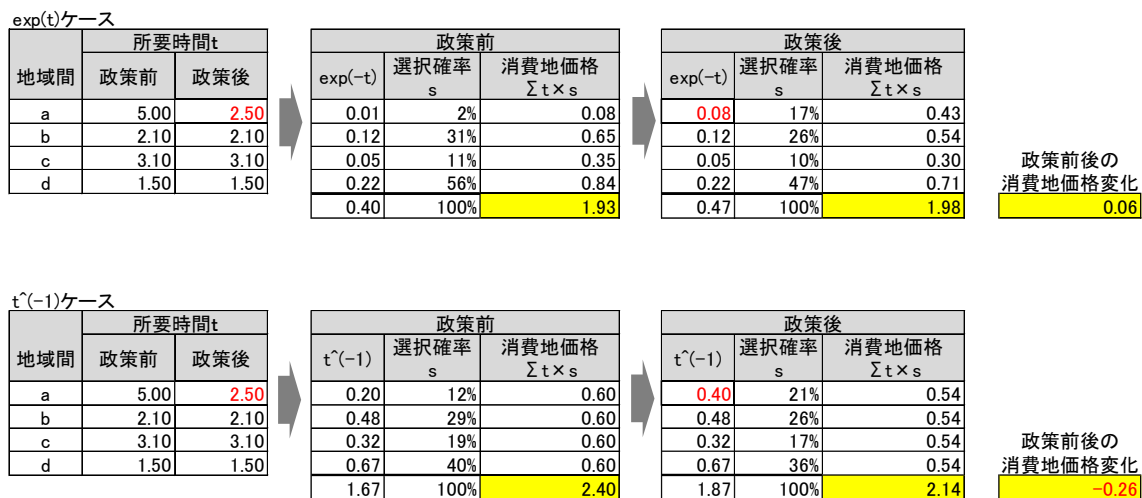 exp(t)ケース
所要時間t 政策前 政策後
地域間 政策前 政策後 exp(-t) 選択確率 s 消費地価格 Σt×s exp(-t) 選択確率 s 消費地価格 Σt×s
a 5.00 2.50 0.01 2% 0.08 0.08 17% 0.43
b 2.10 2.10 0.12 31% 0.65 0.12 26% 0.54
c 3.10 3.10 0.05 11% 0.35 0.05 10% 0.30 政策前後の
d 1.50 1.50 0.22 56% 0.84 0.22 47% 0.71 消費地価格変化
0.40 100% 1.93 0.47 100% 1.98 0.06
t^(-1)ケース
所要時間t 政策前 政策後
地域間 政策前 政策後 t^(-1) 選択確率 s 消費地価格 Σt×s t^(-1) 選択確率 s 消費地価格 Σt×s
a 5.00 2.50 0.20 12% 0.60 0.40 21% 0.54
b 2.10 2.10 0.48 29% 0.60 0.48 26% 0.54
c 3.10 3.10 0.32 19% 0.60 0.32 17% 0.54 政策前後の
d 1.50 1.50 0.67 40% 0.60 0.67 36% 0.54 消費地価格変化
1.67 100% 2.40 1.87 100% 2.14 -0.26